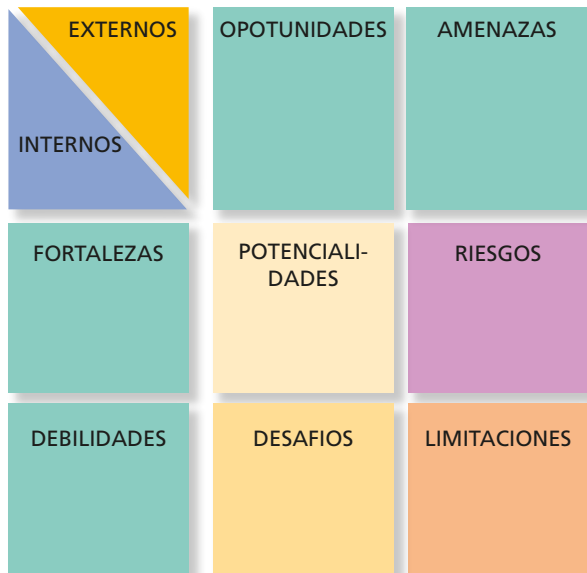 EXTERNOS
INTERNOS
OPOTUNIDADES
AMENAZAS
FORTALEZAS
POTENCIALI-
DADES
RIESGOS
DEBILIDADES
DESAFIOS
LIMITACIONES